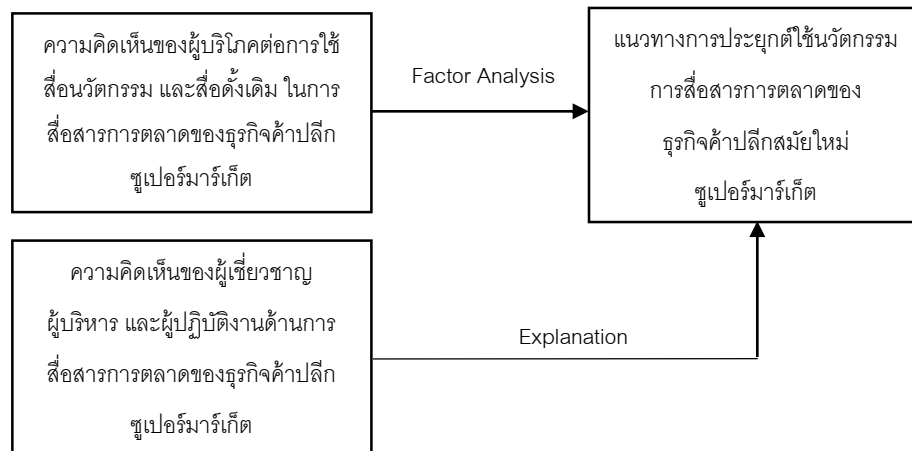 ความคิดเห็นของผู้บริโภคต่อการใช้
สื่อนวัตกรรม และสื่อดั้งเดิม ในการ
สื่อสารการตลาดของธุรกิจค้าปลีก
ซูเปอร์มาร์เก็ต
Factor Analysis
แนวทางการประยุกต์ใช้นวัตกรรม
การสื่อสารการตลาดของ
ธุรกิจค้าปลีกสมัยใหม่
ซูเปอร์มาร์เก็ต
ความคิดเห็นของผู้เชี่ยวชาญ
ผู้บริหาร และผู้ปฏิบัติงานด้านการ
สื่อสารการตลาดของธุรกิจค้าปลีก
ซูเปอร์มาร์เก็ต
Explanation